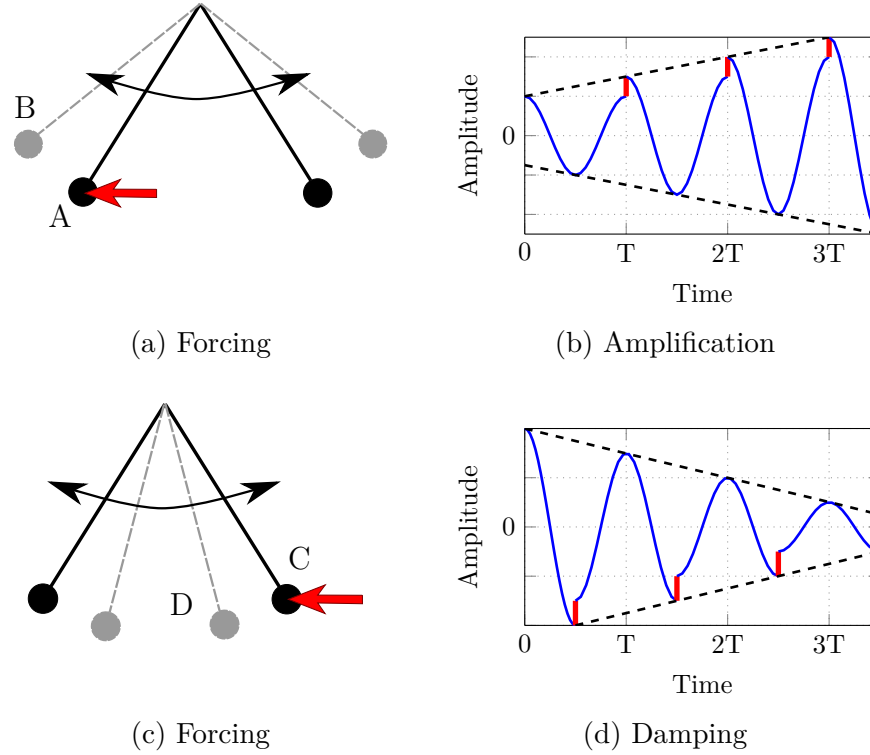 B
A
(a) Forcing
Amplitude
0
0 T 2T 3T
Time
(b) Amplification
C
D
(c) Forcing
Amplitude
0
0 T 2T 3T
Time
(d) Damping